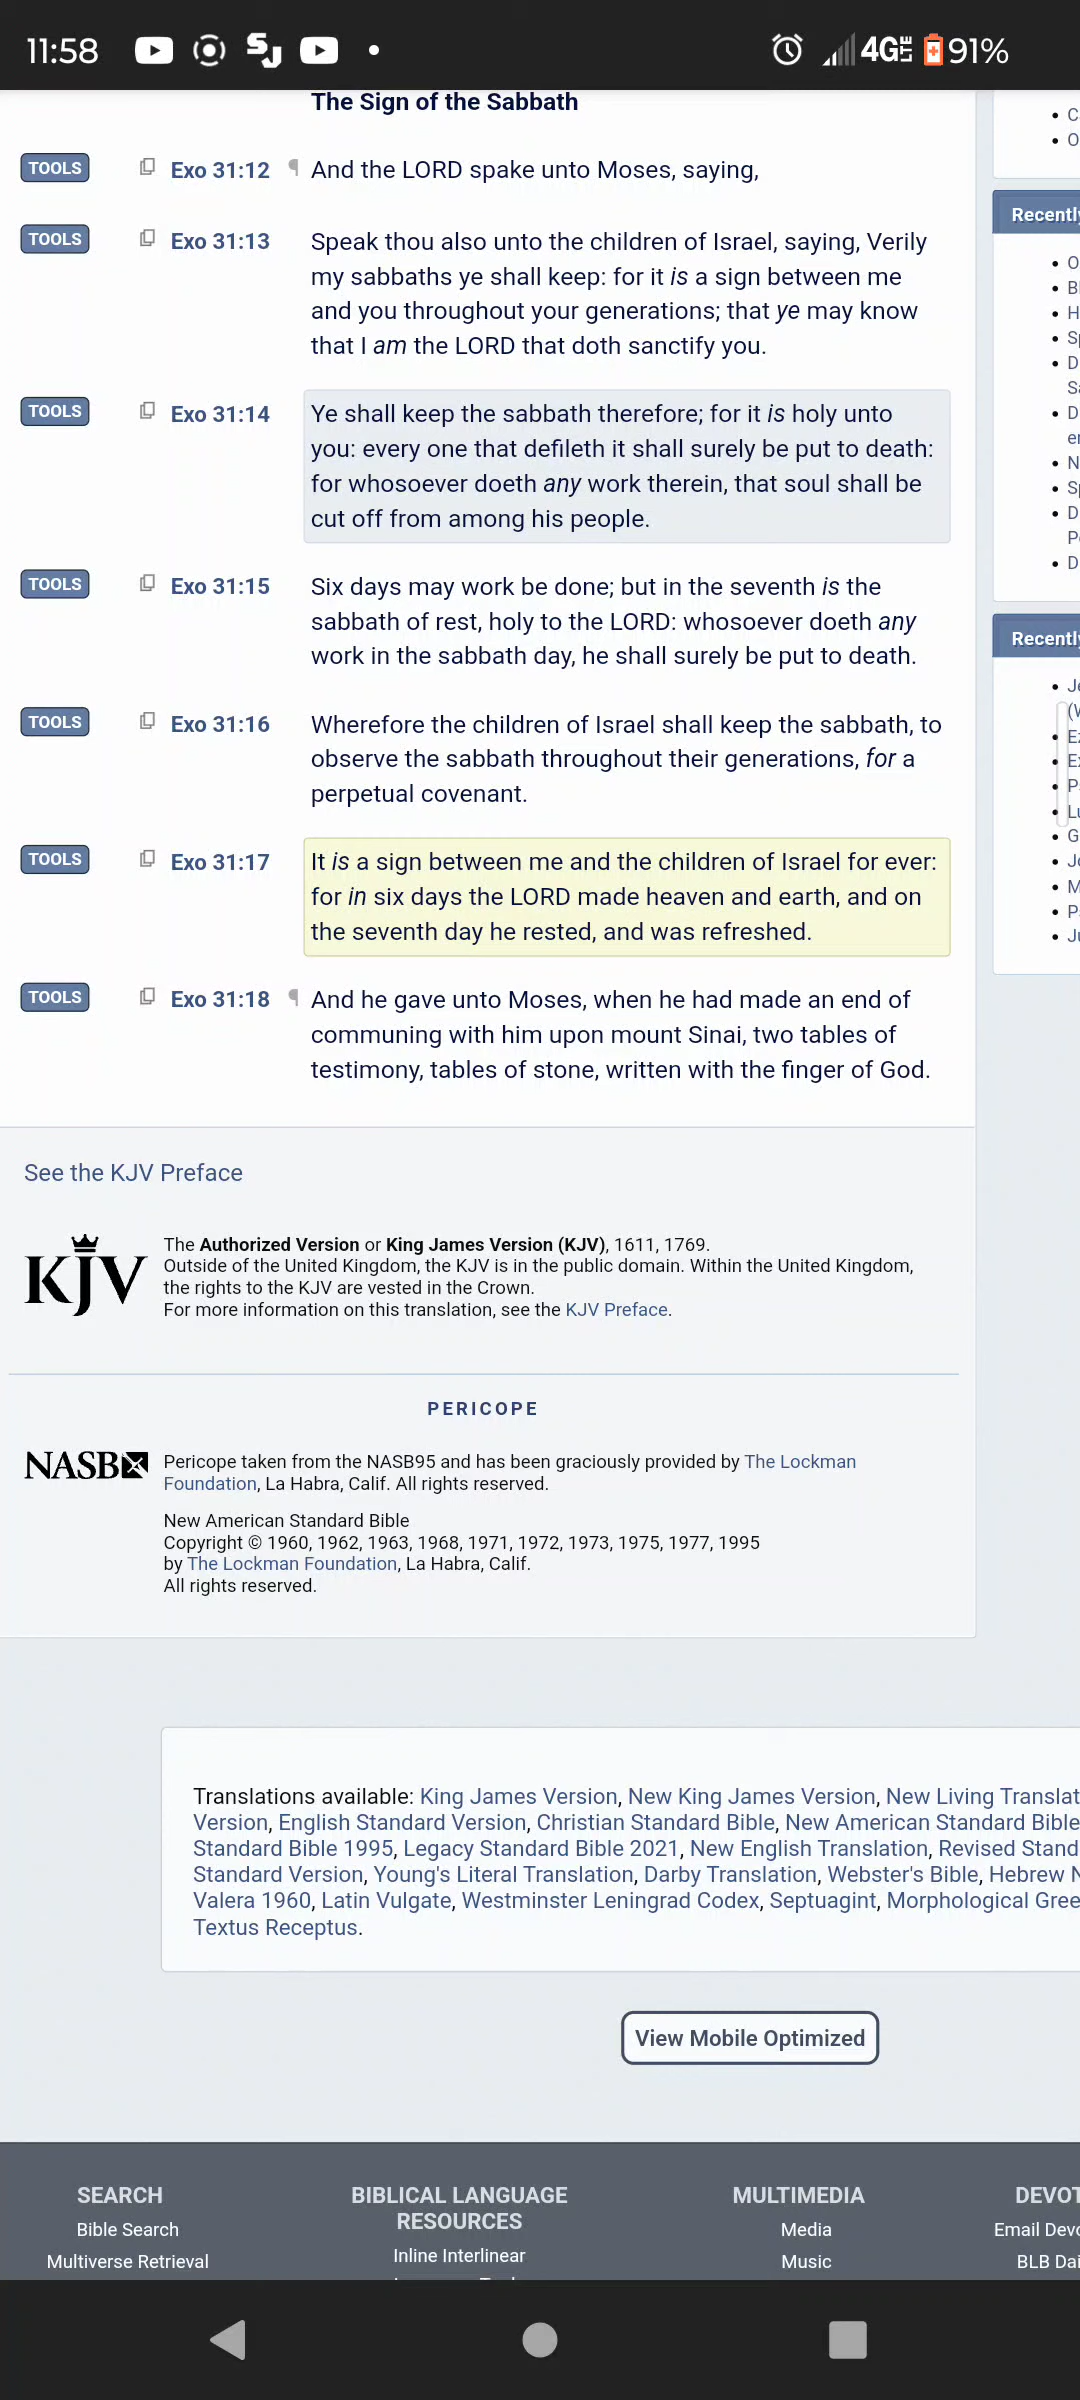 11:58 4G LTE 91%
The Sign of the Sabbath
TOOLS Exo 31:12 ¶ And the LORD spake unto Moses, saying,
TOOLS Exo 31:13 Speak thou also unto the children of Israel, saying, Verily
my sabbaths ye shall keep: for it is a sign between me
and you throughout your generations; that ye may know
that I am the LORD that doth sanctify you.
TOOLS Exo 31:14 Ye shall keep the sabbath therefore; for it is holy unto
you: every one that defileth it shall surely be put to death:
for whosoever doeth any work therein, that soul shall be
cut off from among his people.
TOOLS Exo 31:15 Six days may work be done; but in the seventh is the
sabbath of rest, holy to the LORD: whosoever doeth any
work in the sabbath day, he shall surely be put to death.
TOOLS Exo 31:16 Wherefore the children of Israel shall keep the sabbath, to
observe the sabbath throughout their generations, for a
perpetual covenant.
TOOLS Exo 31:17 It is a sign between me and the children of Israel for ever:
for in six days the LORD made heaven and earth, and on
the seventh day he rested, and was refreshed.
TOOLS Exo 31:18 ¶ And he gave unto Moses, when he had made an end of
communing with him upon mount Sinai, two tables of
testimony, tables of stone, written with the finger of God.
Recently
Recently
See the KJV Preface
KJV
The Authorized Version or King James Version (KJV), 1611, 1769.
Outside of the United Kingdom, the KJV is in the public domain. Within the United Kingdom,
the rights to the KJV are vested in the Crown.
For more information on this translation, see the KJV Preface.
PERICOPE
NASB
Pericope taken from the NASB95 and has been graciously provided by The Lockman
Foundation, La Habra, Calif. All rights reserved.
New American Standard Bible
Copyright © 1960, 1962, 1963, 1968, 1971, 1972, 1973, 1975, 1977, 1995
by The Lockman Foundation, La Habra, Calif.
All rights reserved.
Translations available: King James Version, New King James Version, New Living Translat
Version, English Standard Version, Christian Standard Bible, New American Standard Bible
Standard Bible 1995, Legacy Standard Bible 2021, New English Translation, Revised Stand
Standard Version, Young's Literal Translation, Darby Translation, Webster's Bible, Hebrew N
Valera 1960, Latin Vulgate, Westminster Leningrad Codex, Septuagint, Morphological Gree
Textus Receptus.
View Mobile Optimized
SEARCH
Bible Search
Multiverse Retrieval
BIBLICAL LANGUAGE
RESOURCES
Inline Interlinear
MULTIMEDIA
Media
Music
DEVOT
Email Devo
BLB Dai